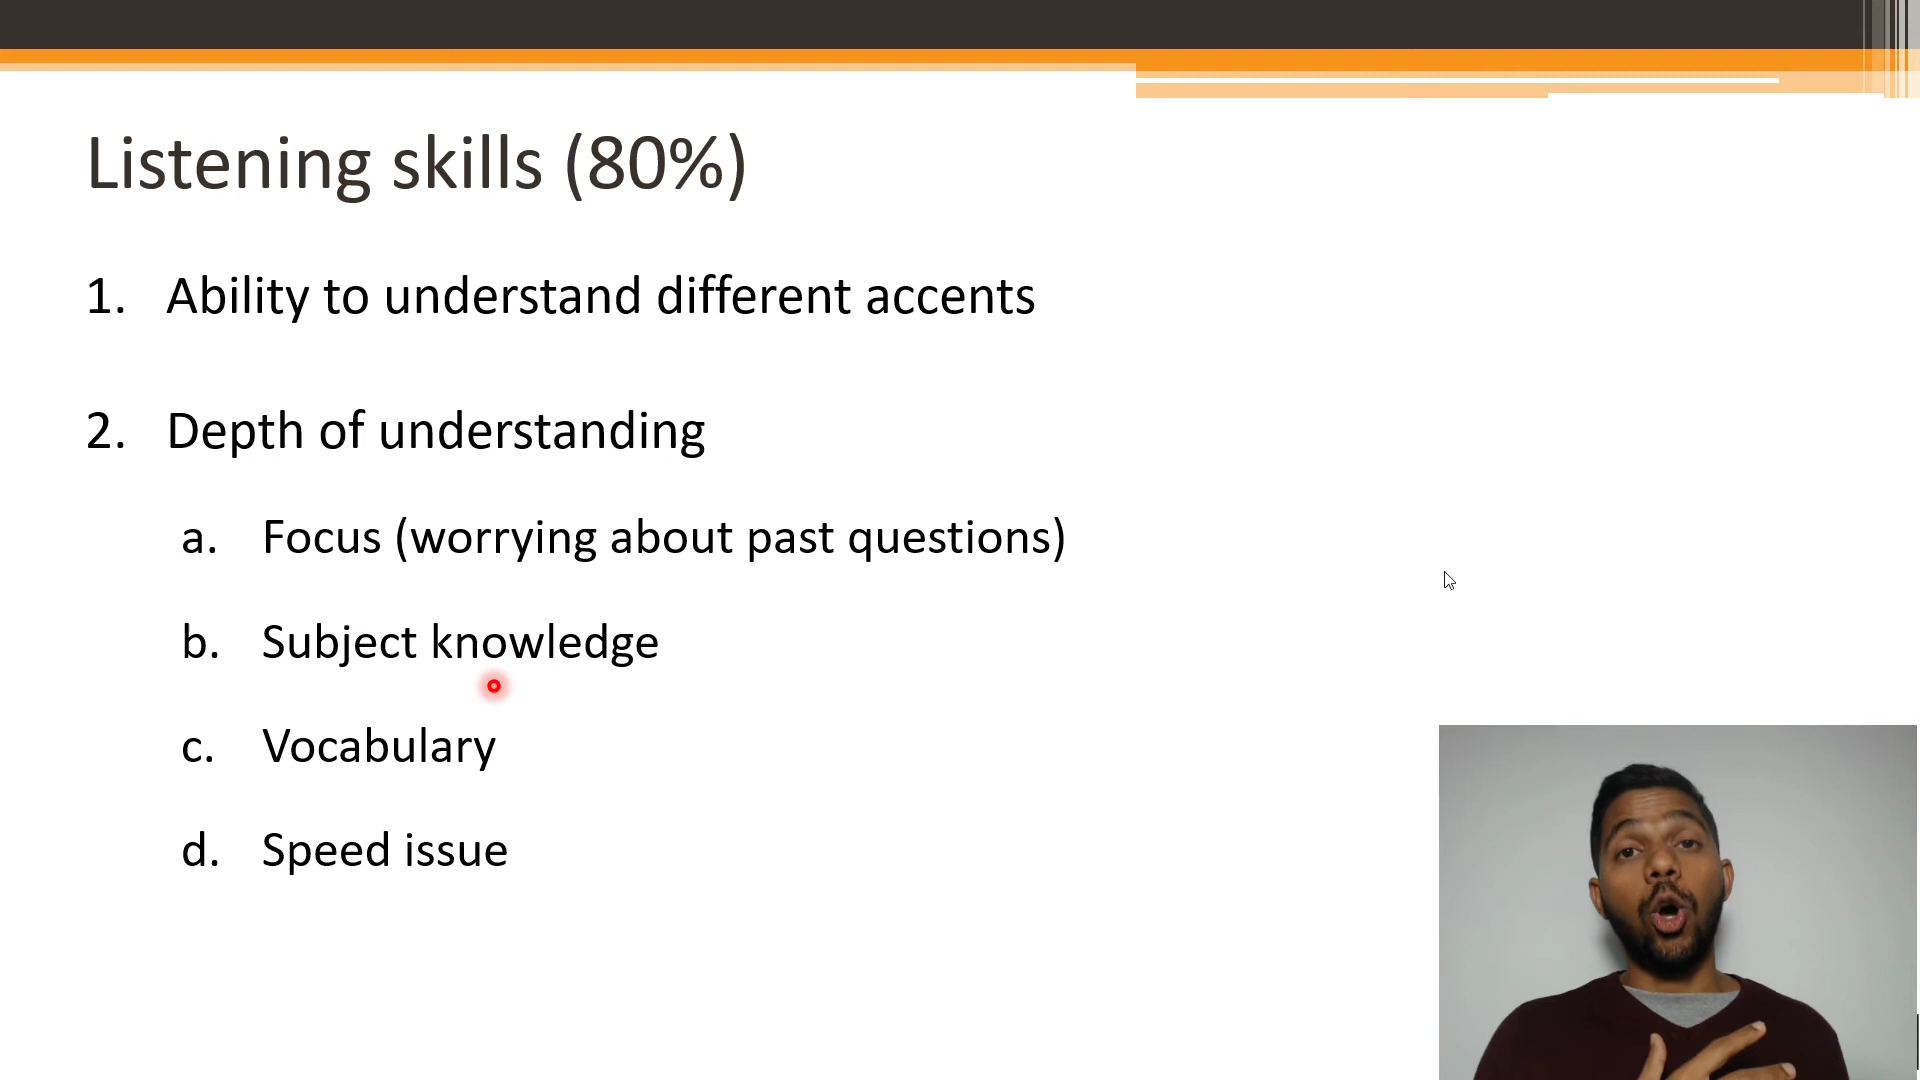 Listening skills (80%)
1. Ability to understand different accents
2. Depth of understanding
a. Focus (worrying about past questions)
b. Subject knowledge
c. Vocabulary
d. Speed issue